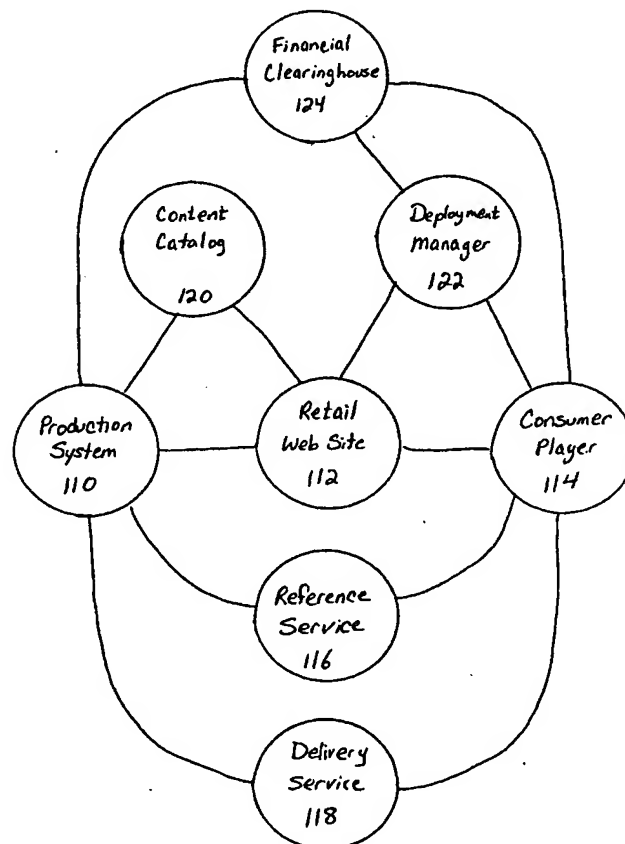 Financial
Clearinghouse
124
Content
Catalog
120
Deployment
Manager
122
Production
System
110
Retail
Web Site
112
Consumer
Player
114
Reference
Service
116
Delivery
Service
118